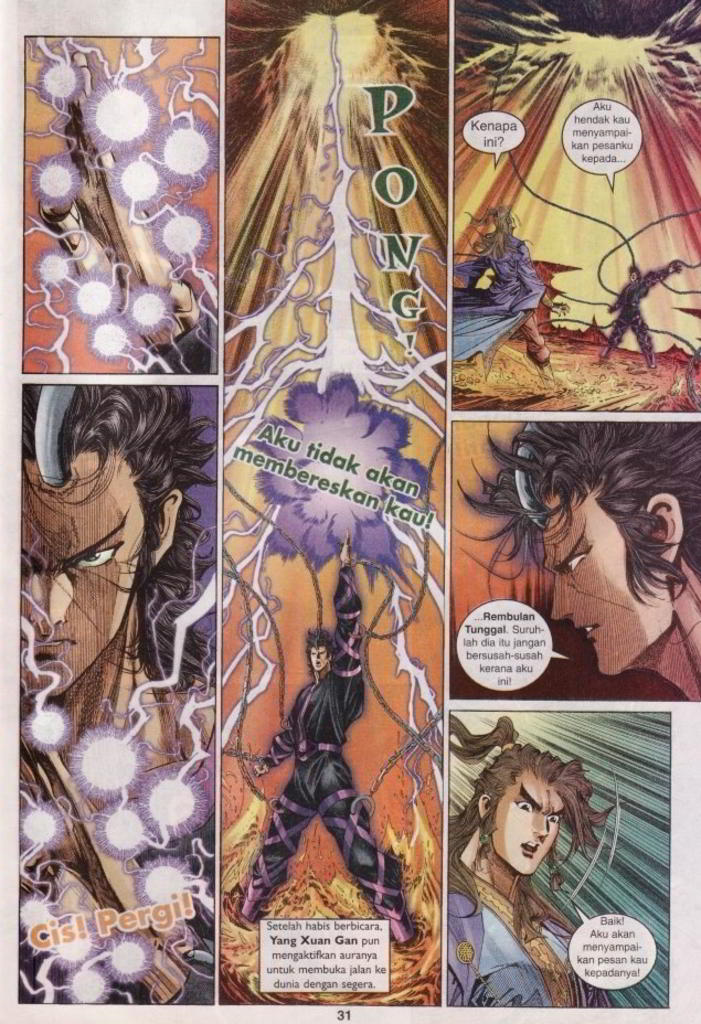 Cis! Pergi!
PONG!
Aku tidak akan
membereskan kau!
Setelah habis berbicara,
Yang Xuan Gan pun
mengaktifkan auranya
untuk membuka jalan ke
dunia dengan segera.
Kenapa
ini?
Aku
hendak kau
menyampai-
kan pesanku
kepada...
...Rembulan
Tunggal. Suruh-
lah dia itu jangan
bersusah-susah
kerana aku
ini!
Baik!
Aku akan
menyampai-
kan pesan kau
kepadanya!
31